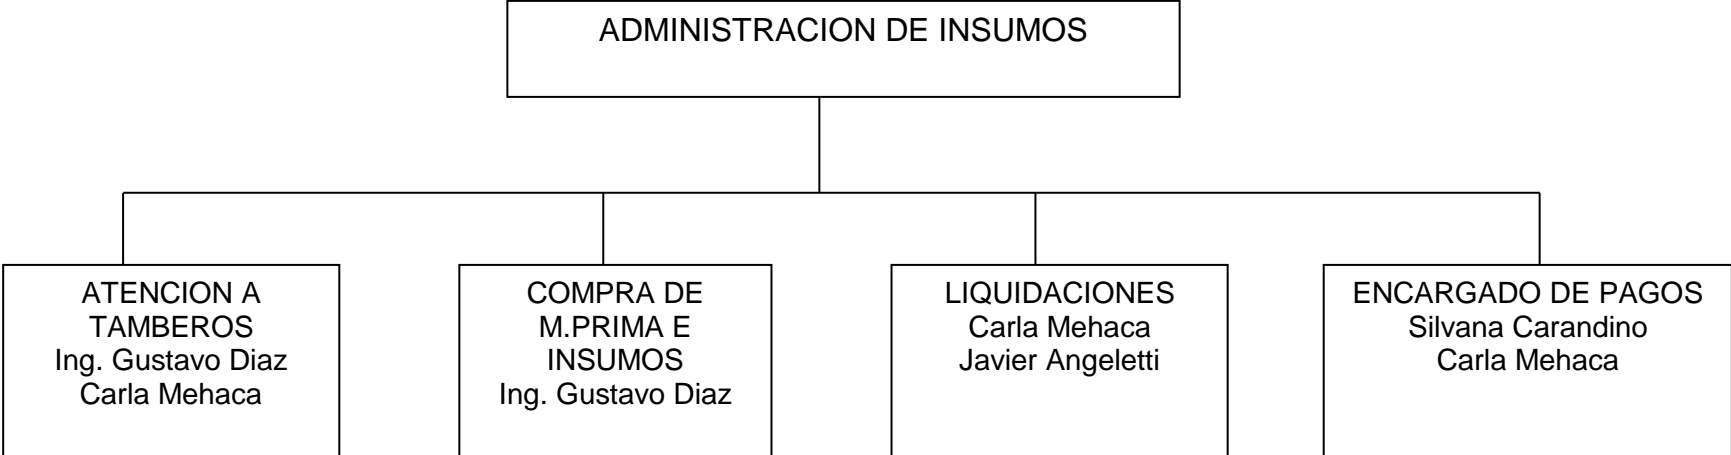 ADMINISTRACION DE INSUMOS
ATENCION A
TAMBEROS
Ing. Gustavo Diaz
Carla Mehaca
COMPRA DE
M.PRIMA E
INSUMOS
Ing. Gustavo Diaz
LIQUIDACIONES
Carla Mehaca
Javier Angeletti
ENCARGADO DE PAGOS
Silvana Carandino
Carla Mehaca